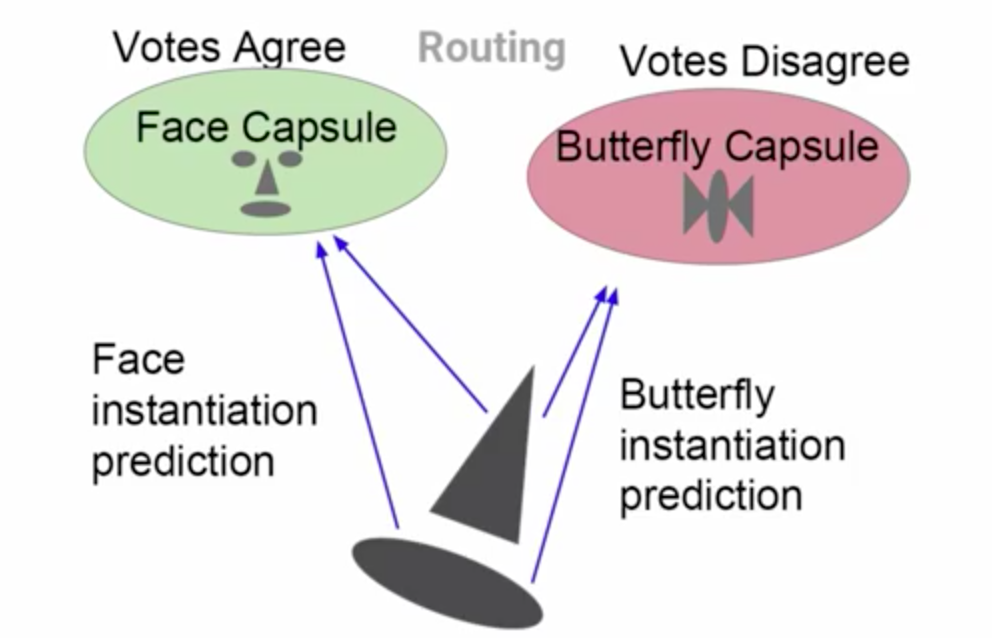 Votes Agree
Routing
Votes Disagree
Face Capsule
Butterfly Capsule
Face
instantiation
prediction
Butterfly
instantiation
prediction